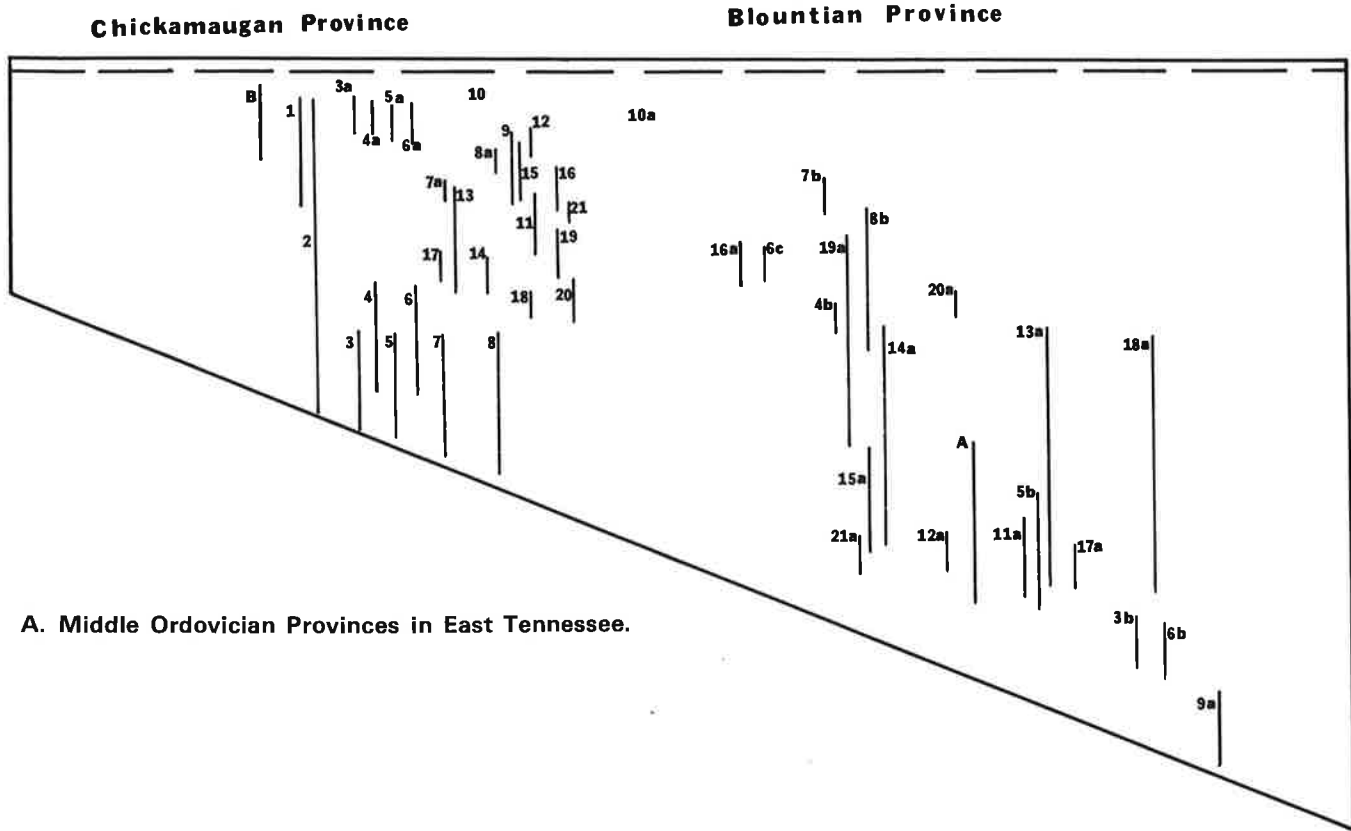 Chickamaugan Province
Blountian Province
B
1
3a
5a
10
4a
6a
10a
9
12
8a
15
16
7a
13
11
21
2
17
14
19
4
6
18
20
3
5
7
8
7b
8b
16a
6c
19a
4b
20a
14a
13a
18a
A
15a
5b
21a
12a
11a
17a
3b
6b
9a
A. Middle Ordovician Provinces in East Tennessee.